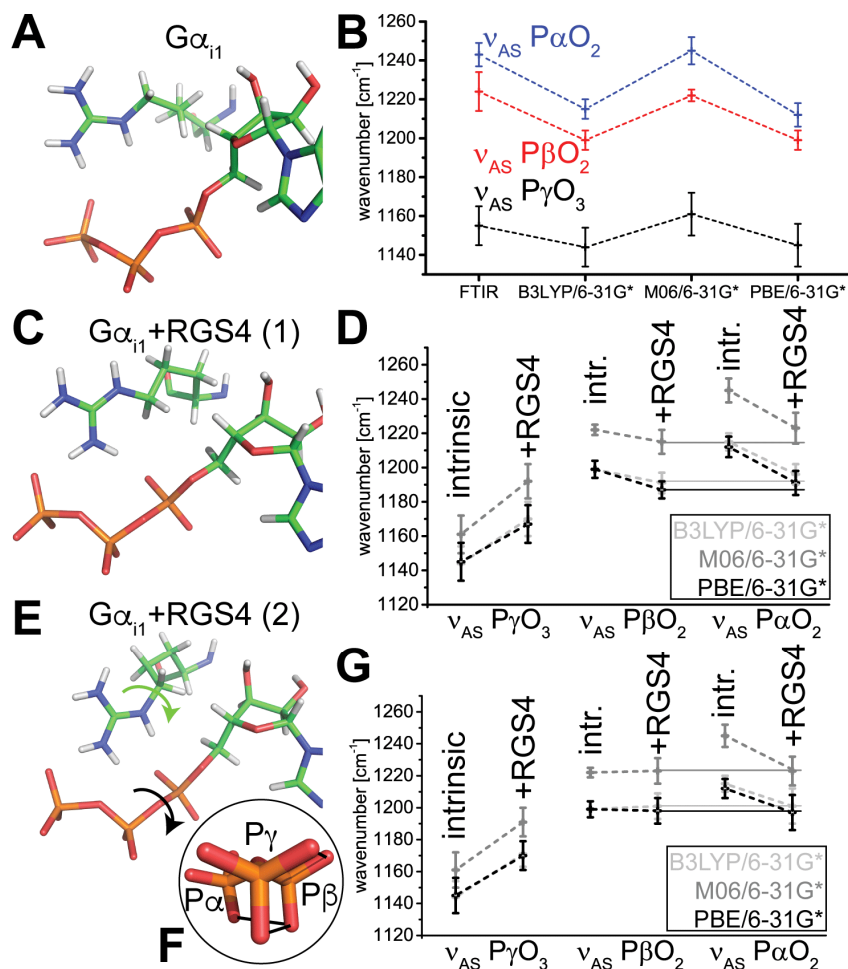 A
Gαi1
B
wavenumber [cm-1]
1260
1240
1220
1200
1180
1160
1140
νAS PαO2
νAS PβO2
νAS PγO3
FTIR
B3LYP/6-31G*
M06/6-31G*
PBE/6-31G*
C
Gαi1+RGS4 (1)
D
wavenumber [cm-1]
1260
1240
1220
1200
1180
1160
1140
1120
intrinsic
+RGS4
intr.
+RGS4
intr.
+RGS4
B3LYP/6-31G*
M06/6-31G*
PBE/6-31G*
νAS PγO3
νAS PβO2
νAS PαO2
E
Gαi1+RGS4 (2)
F
Pγ
Pα
Pβ
G
wavenumber [cm-1]
1260
1240
1220
1200
1180
1160
1140
1120
intrinsic
+RGS4
intr.
+RGS4
intr.
+RGS4
B3LYP/6-31G*
M06/6-31G*
PBE/6-31G*
νAS PγO3
νAS PβO2
νAS PαO2